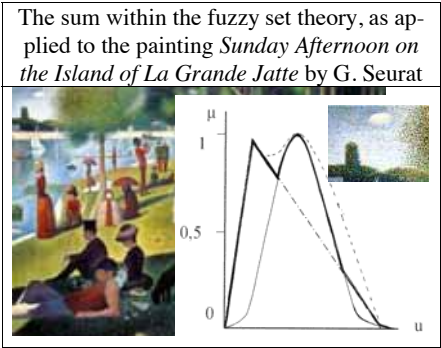 The sum within the fuzzy set theory, as ap-
plied to the painting Sunday Afternoon on
the Island of La Grande Jatte by G. Seurat
μ
1
0,5
0
u